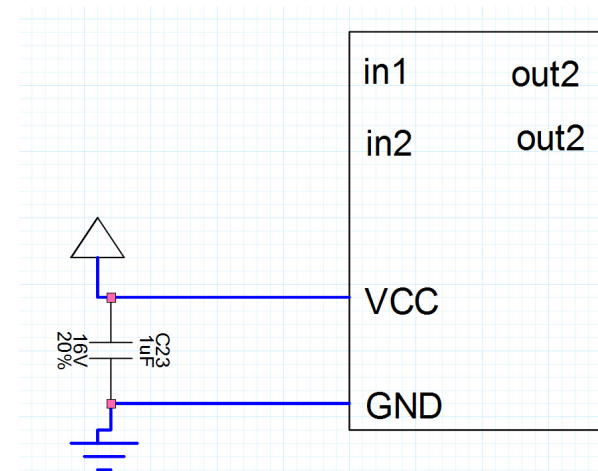 in1
out2
in2
out2
VCC
C23
1uF
16V
20%
GND